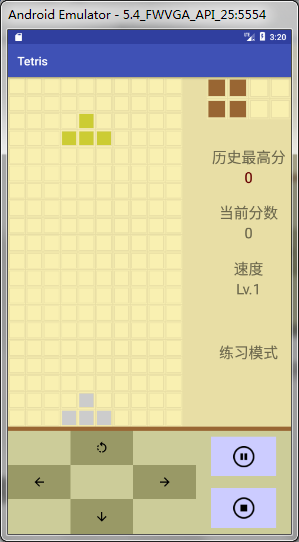 Android Emulator - 5.4_FWVGA_API_25:5554
3:20
Tetris
历史最高分
0
当前分数
0
速度
Lv.1
练习模式